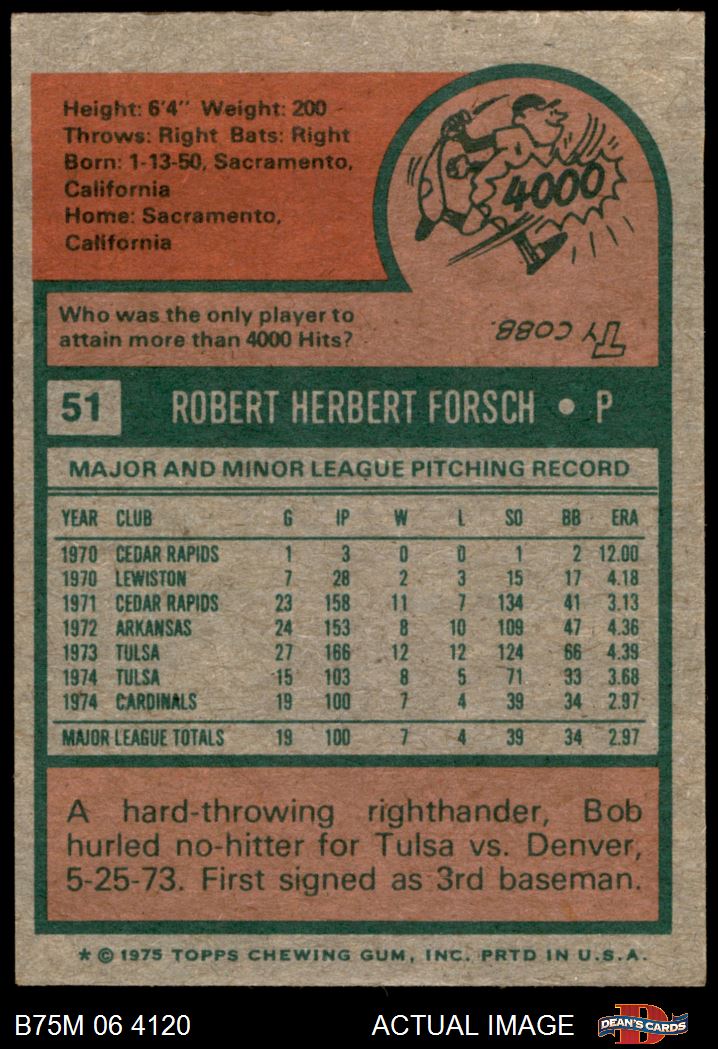 Height: 6'4" Weight: 200
Throws: Right Bats: Right
Born: 1-13-50, Sacramento,
California
Home: Sacramento,
California
4000
Who was the only player to
attain more than 4000 Hits?
TY COBB.
51 ROBERT HERBERT FORSCH • P
MAJOR AND MINOR LEAGUE PITCHING RECORD
YEAR CLUB G IP W L SO BB ERA
1970 CEDAR RAPIDS 1 3 0 0 1 2 12.00
1970 LEWISTON 7 28 2 3 15 17 4.18
1971 CEDAR RAPIDS 23 158 11 7 134 41 3.13
1972 ARKANSAS 24 153 8 10 109 47 4.36
1973 TULSA 27 166 12 12 124 66 4.39
1974 TULSA 15 103 8 5 71 33 3.68
1974 CARDINALS 19 100 7 4 39 34 2.97
MAJOR LEAGUE TOTALS 19 100 7 4 39 34 2.97
A hard-throwing righthander, Bob
hurled no-hitter for Tulsa vs. Denver,
5-25-73. First signed as 3rd baseman.
* © 1975 TOPPS CHEWING GUM, INC. PRTD IN U.S.A.
B75M 06 4120 ACTUAL IMAGE D DEAN'S CARDS